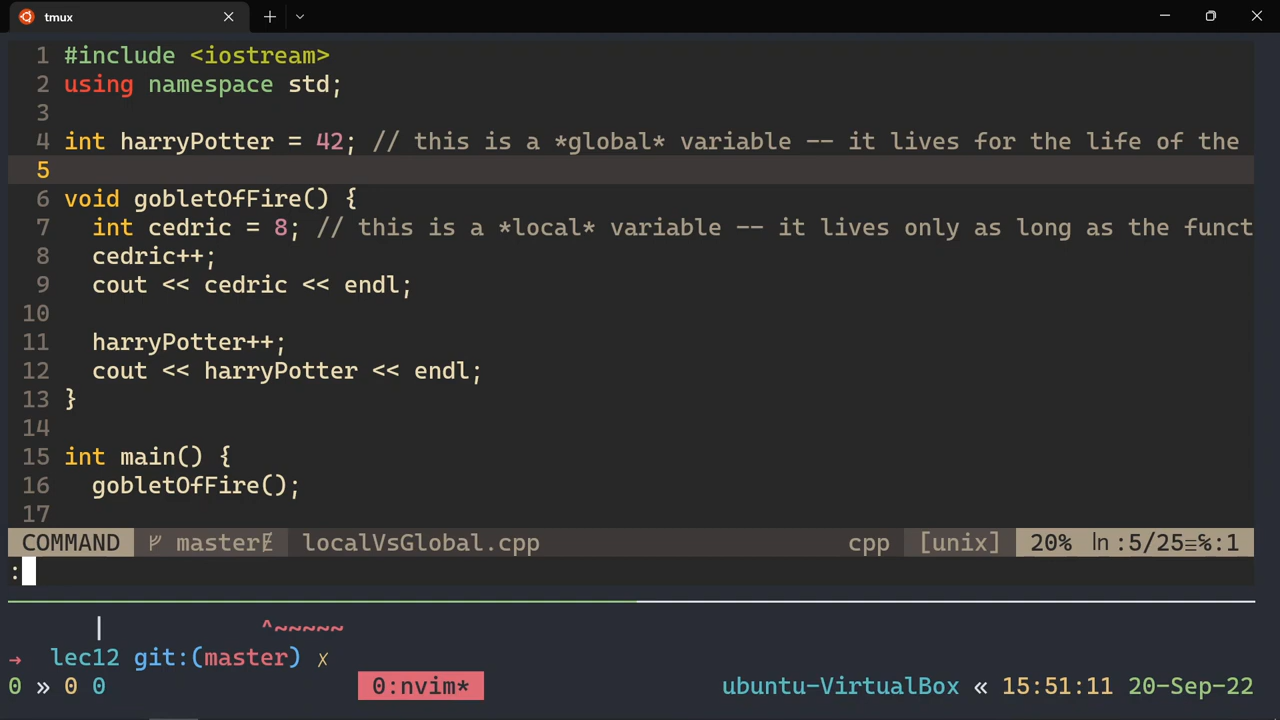 tmux
1 #include <iostream>
2 using namespace std;
3
4 int harryPotter = 42; // this is a *global* variable -- it lives for the life of the
5
6 void gobletOfFire() {
7   int cedric = 8; // this is a *local* variable -- it lives only as long as the funct
8   cedric++;
9   cout << cedric << endl;
10
11   harryPotter++;
12   cout << harryPotter << endl;
13 }
14
15 int main() {
16   gobletOfFire();
17
COMMAND master localVsGlobal.cpp cpp [unix] 20% ln :5/25≡℅:1
:
| ^~~~~~
→ lec12 git:(master) ✗
0 » 0 0 0:nvim* ubuntu-VirtualBox « 15:51:11 20-Sep-22